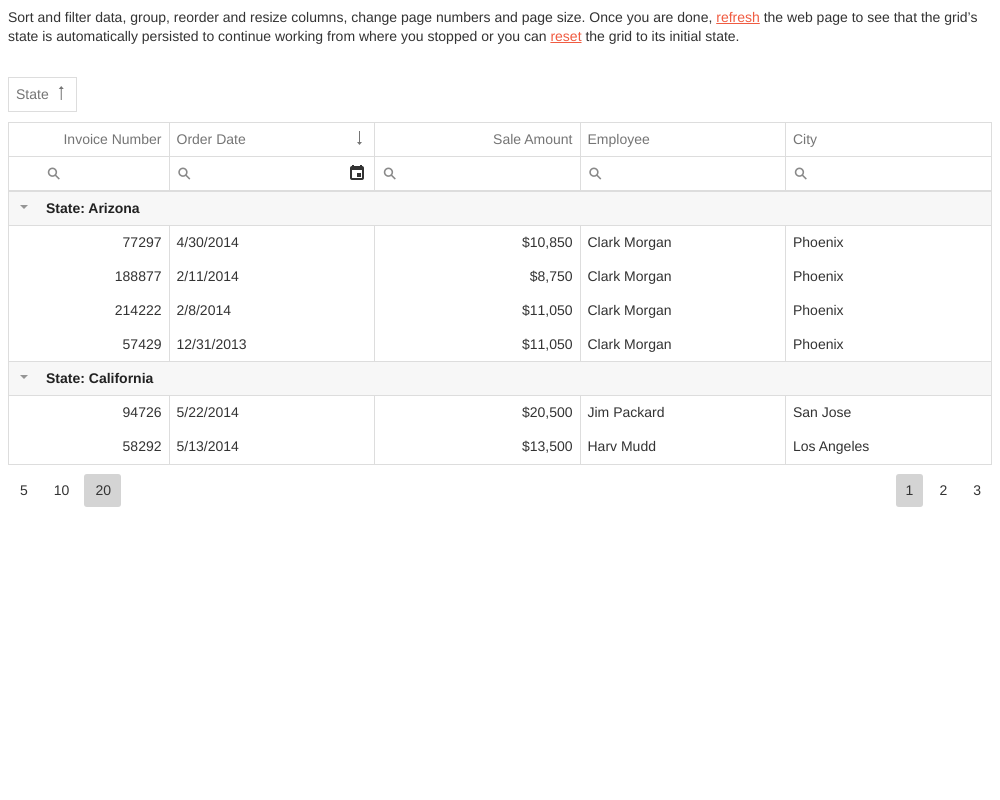 Sort and filter data, group, reorder and resize columns, change page numbers and page size. Once you are done, refresh the web page to see that the grid's
state is automatically persisted to continue working from where you stopped or you can reset the grid to its initial state.
State
Invoice Number Order Date Sale Amount Employee City
State: Arizona
77297 4/30/2014 $10,850 Clark Morgan Phoenix
188877 2/11/2014 $8,750 Clark Morgan Phoenix
214222 2/8/2014 $11,050 Clark Morgan Phoenix
57429 12/31/2013 $11,050 Clark Morgan Phoenix
State: California
94726 5/22/2014 $20,500 Jim Packard San Jose
58292 5/13/2014 $13,500 Harv Mudd Los Angeles
5 10 20 1 2 3